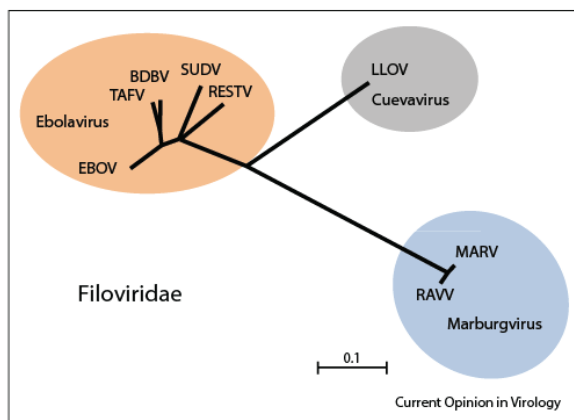 SUDV
LLOV
BDBV
TAFV
RESTV
Cuevavirus
Ebolavirus
EBOV
MARV
RAVV
Filoviridae
Marburgvirus
0.1
Current Opinion in Virology